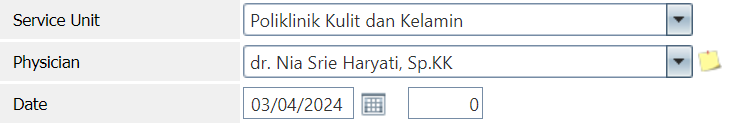 Service Unit Poliklinik Kulit dan Kelamin
Physician dr. Nia Srie Haryati, Sp.KK
Date 03/04/2024 0